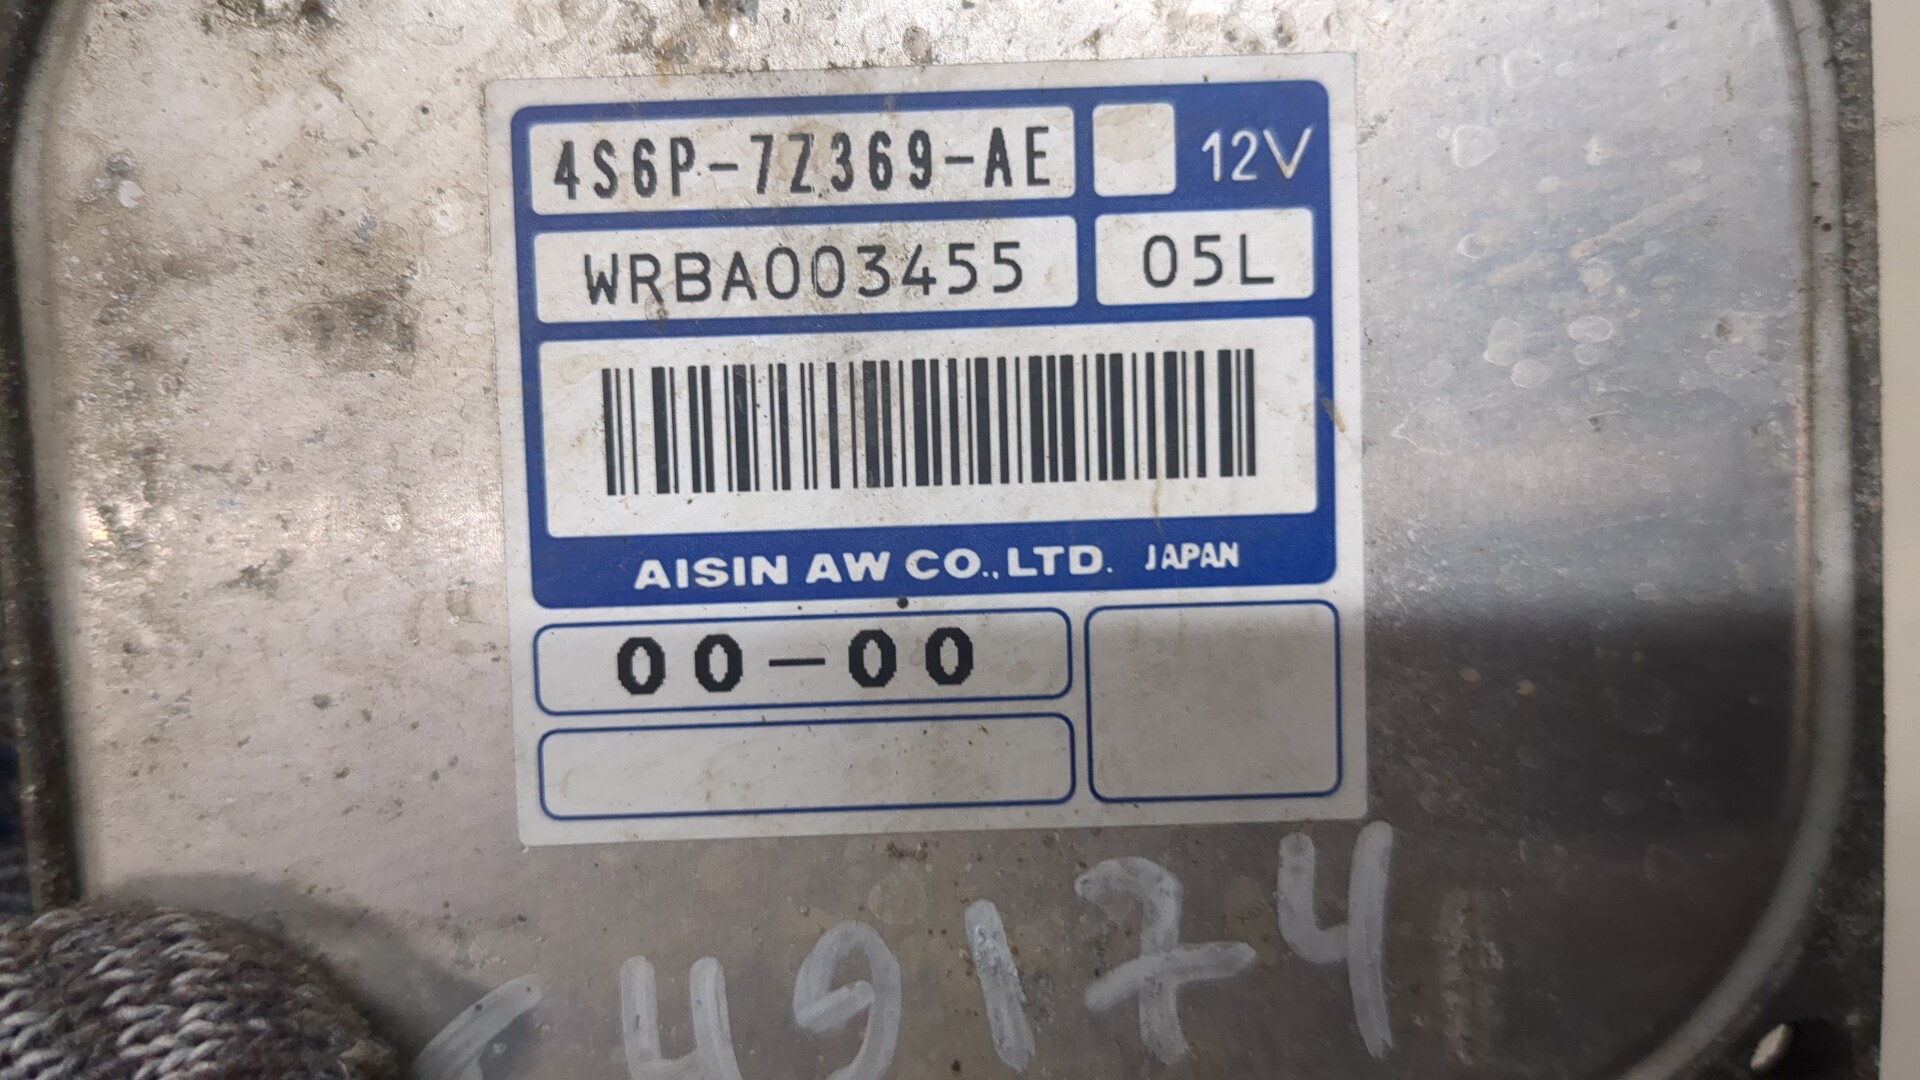 4S6P-7Z369-AE 12V
WRBA003455 05L
AISIN AW CO.,LTD. JAPAN
00-00
49174